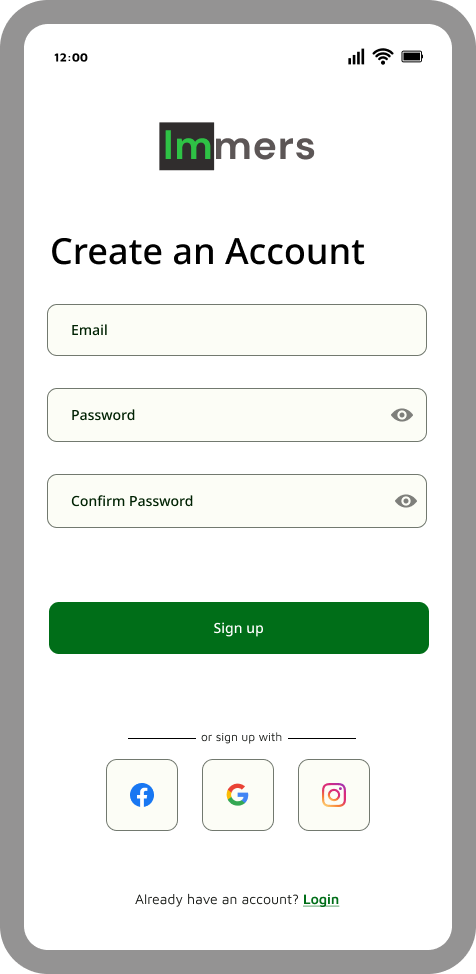 12:00
Immers
Create an Account
Email
Password
Confirm Password
Sign up
or sign up with
Already have an account? Login